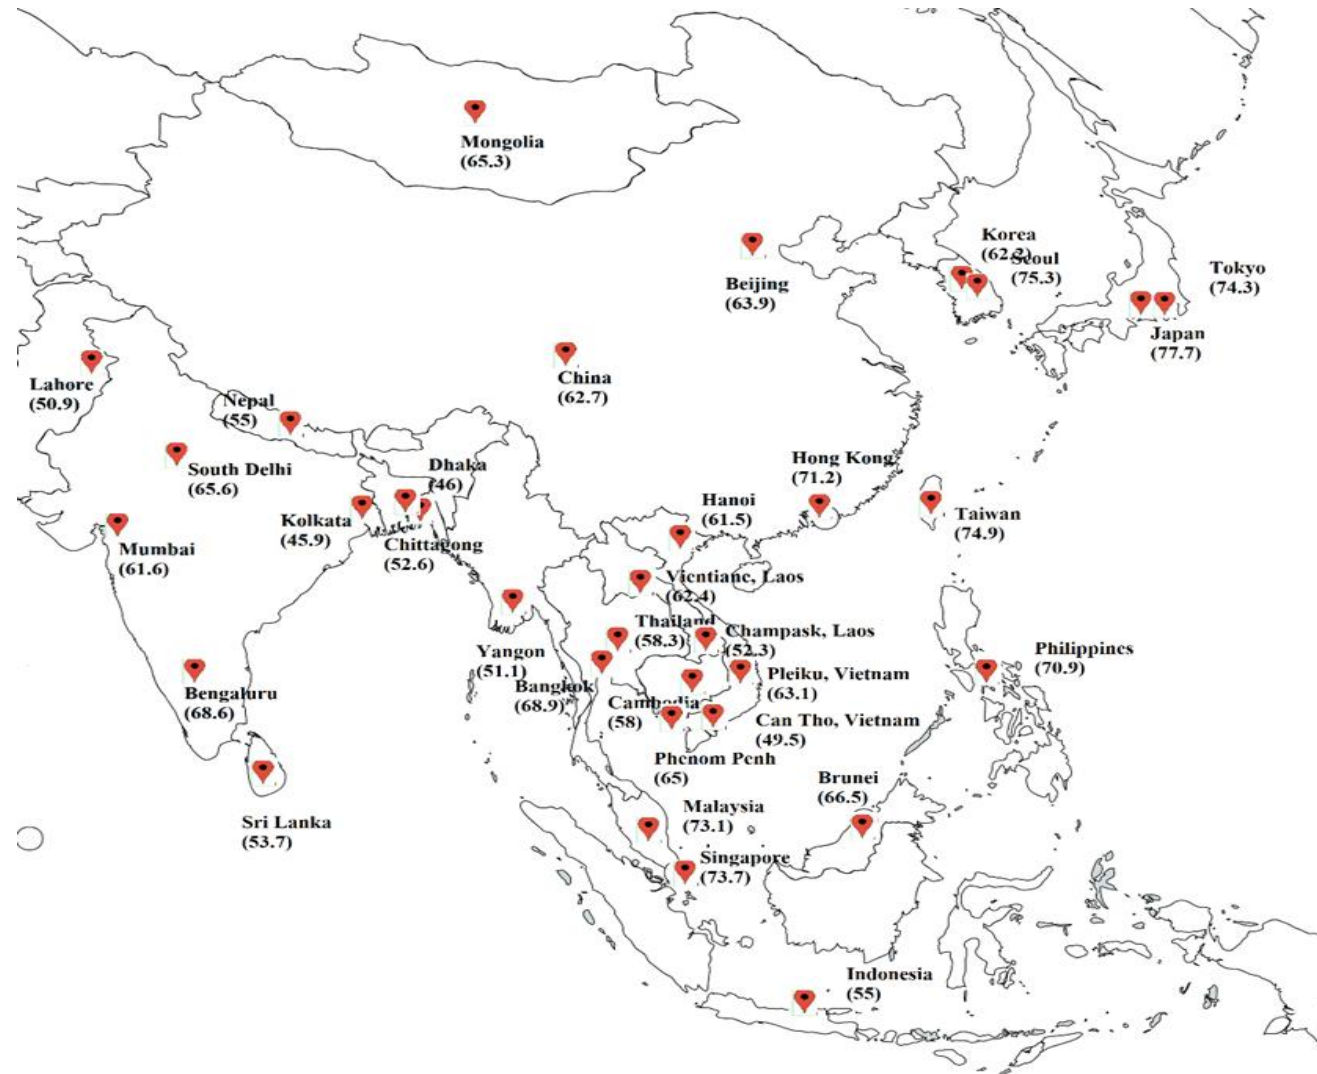 Mongolia
(65.3)
Korea
(62.2)
Seoul
(75.3)
Tokyo
(74.3)
Beijing
(63.9)
Japan
(77.7)
Lahore
(50.9)
China
(62.7)
Nepal
(55)
South Delhi
(65.6)
Dhaka
(46)
Hong Kong
(71.2)
Hanoi
(61.5)
Kolkata
(45.9)
Taiwan
(74.9)
Mumbai
(61.6)
Chittagong
(52.6)
Vientiane, Laos
(62.4)
Thailand
(58.3)
Champask, Laos
(52.3)
Yangon
(51.1)
Philippines
(70.9)
Bengaluru
(68.6)
Bangkok
(68.9)
Pleiku, Vietnam
(63.1)
Cambodia
(58)
Can Tho, Vietnam
(49.5)
Phenom Penh
(65)
Brunei
(66.5)
Sri Lanka
(53.7)
Malaysia
(73.1)
Singapore
(73.7)
Indonesia
(55)